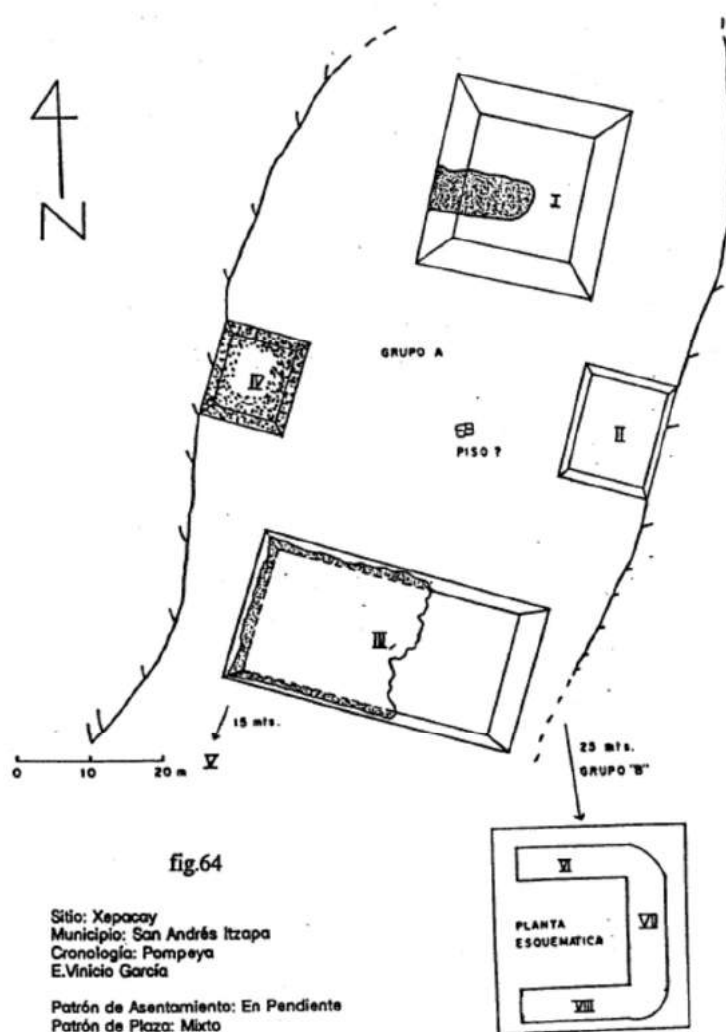 N
I
GRUPO A
IV
II
PISO ?
III
15 mts.
V
0 10 20 m
25 mts.
GRUPO "B"
fig.64
VI
PLANTA
ESQUEMATICA
VII
VIII
Sitio: Xepacay
Municipio: San Andrés Itzapa
Cronología: Pompeya
E.Vinicio García
Patrón de Asentamiento: En Pendiente
Patrón de Plaza: Mixto